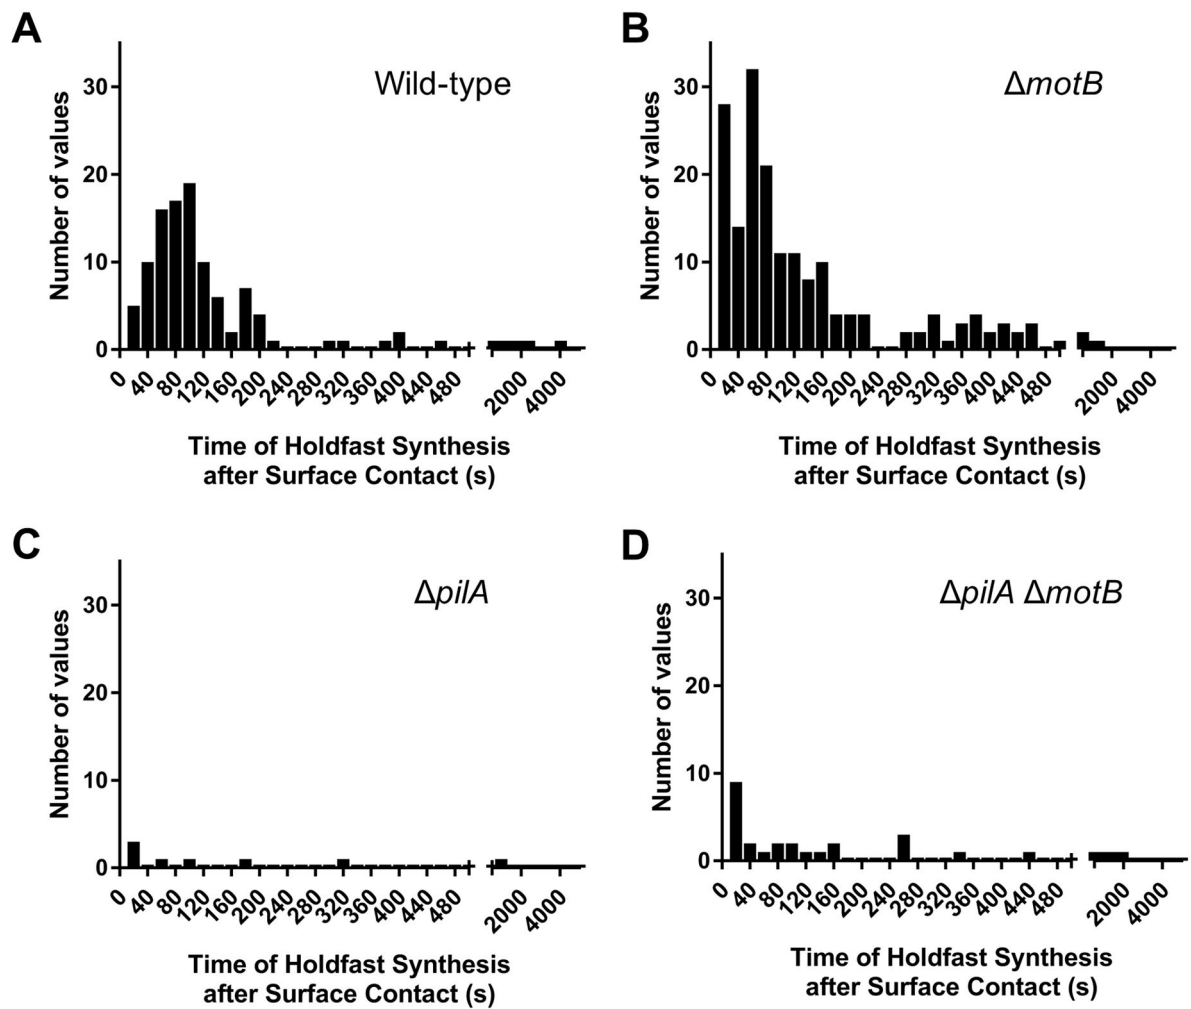 A
Wild-type
Number of values
30
20
10
0
0 40 80 120 160 200 240 280 320 360 400 440 480 2000 4000
Time of Holdfast Synthesis
after Surface Contact (s)
B
ΔmotB
Number of values
30
20
10
0
0 40 80 120 160 200 240 280 320 360 400 440 480 2000 4000
Time of Holdfast Synthesis
after Surface Contact (s)
C
ΔpilA
Number of values
30
20
10
0
0 40 80 120 160 200 240 280 320 360 400 440 480 2000 4000
Time of Holdfast Synthesis
after Surface Contact (s)
D
ΔpilA ΔmotB
Number of values
30
20
10
0
0 40 80 120 160 200 240 280 320 360 400 440 480 2000 4000
Time of Holdfast Synthesis
after Surface Contact (s)